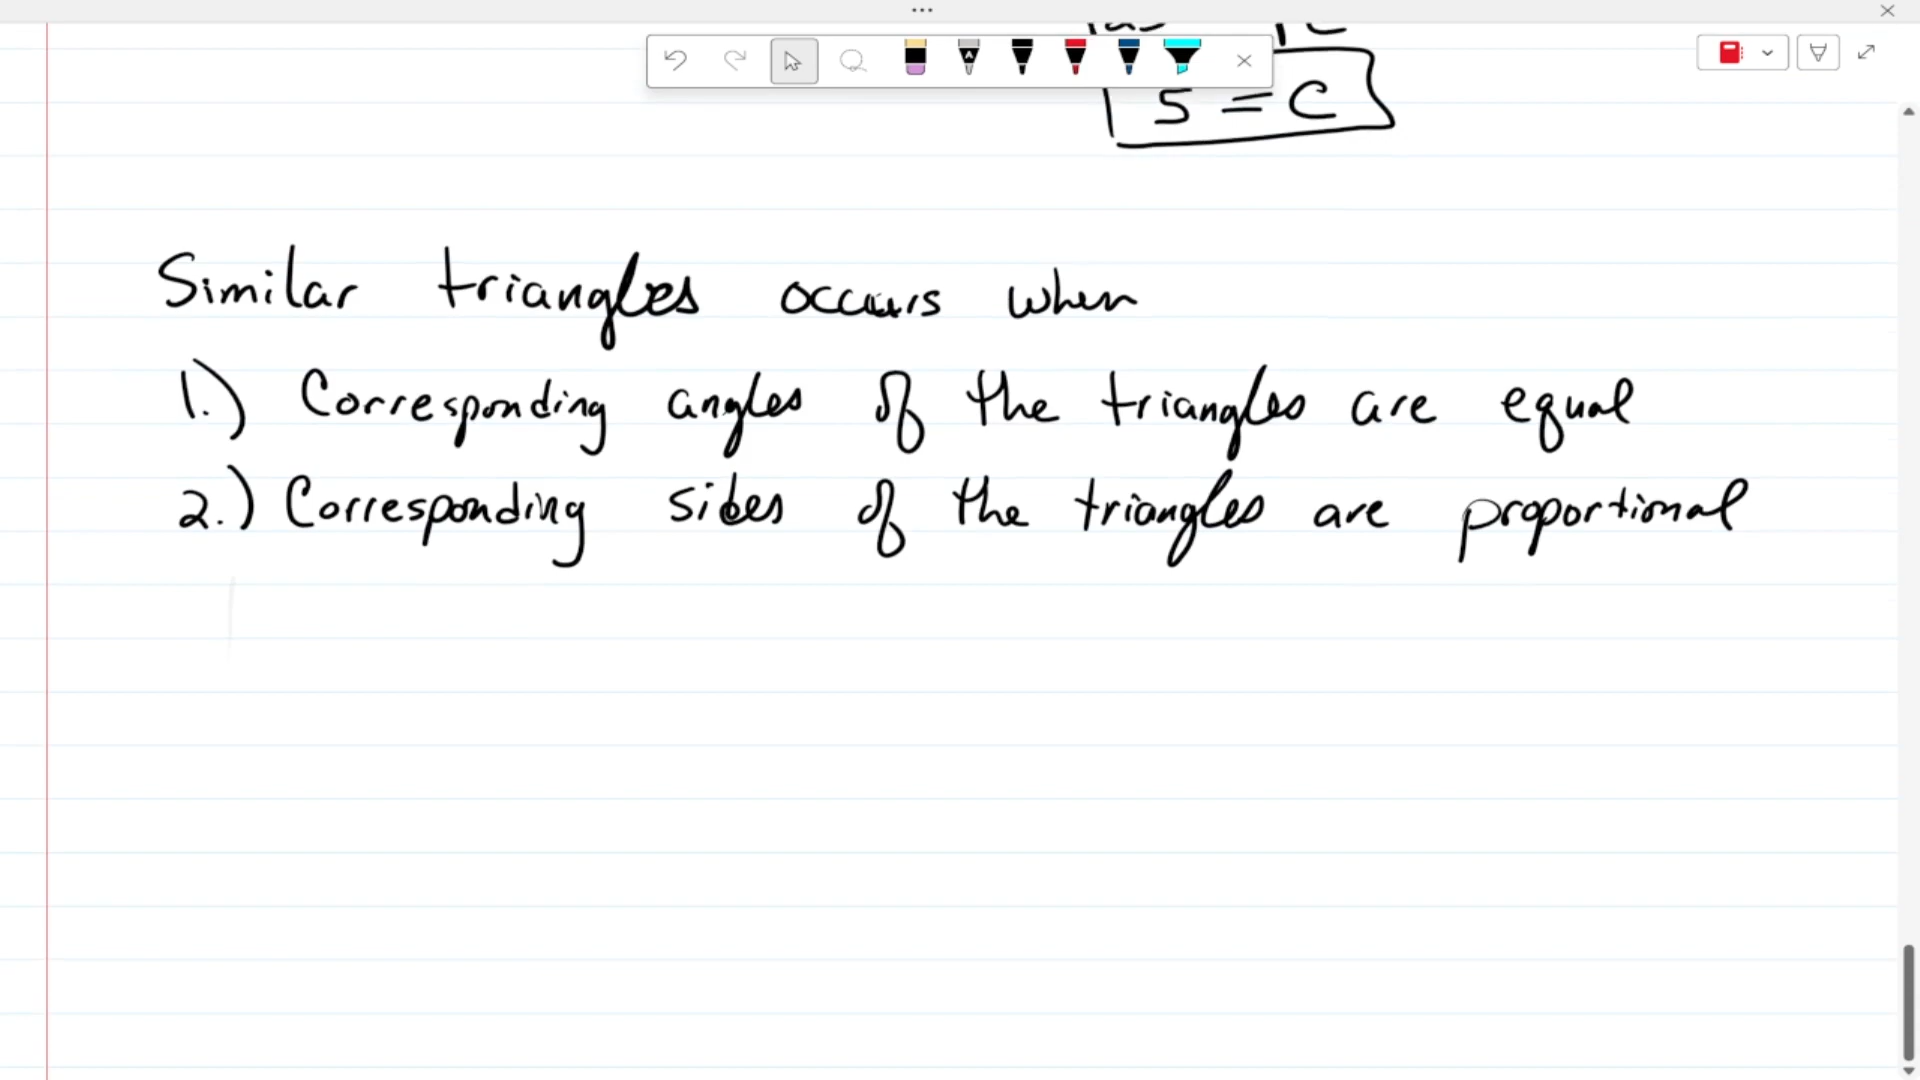 5 = C
Similar triangles occurs when
1.) Corresponding angles of the triangles are equal
2.) Corresponding sides of the triangles are proportional